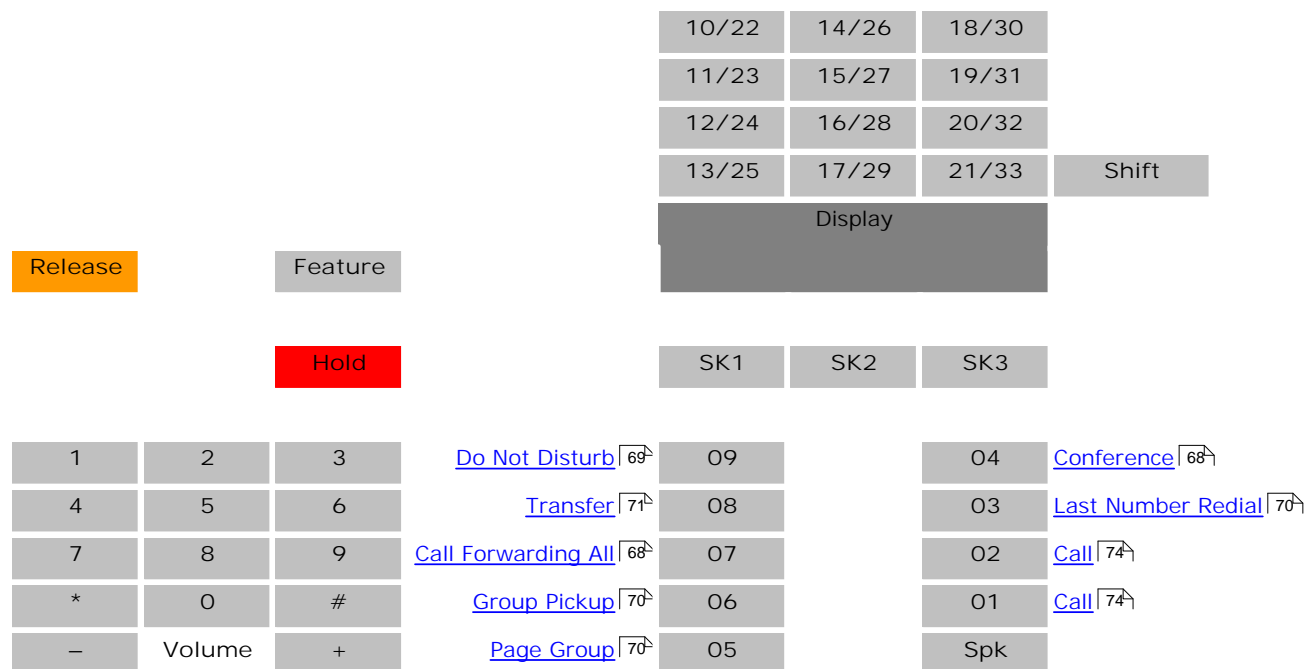 10/22 14/26 18/30
11/23 15/27 19/31
12/24 16/28 20/32
13/25 17/29 21/33 Shift
Display
Release Feature
Hold SK1 SK2 SK3
1 2 3 Do Not Disturb 69 09 04 Conference 68
4 5 6 Transfer 71 08 03 Last Number Redial 70
7 8 9 Call Forwarding All 68 07 02 Call 74
* 0 # Group Pickup 70 06 01 Call 74
– Volume + Page Group 70 05 Spk